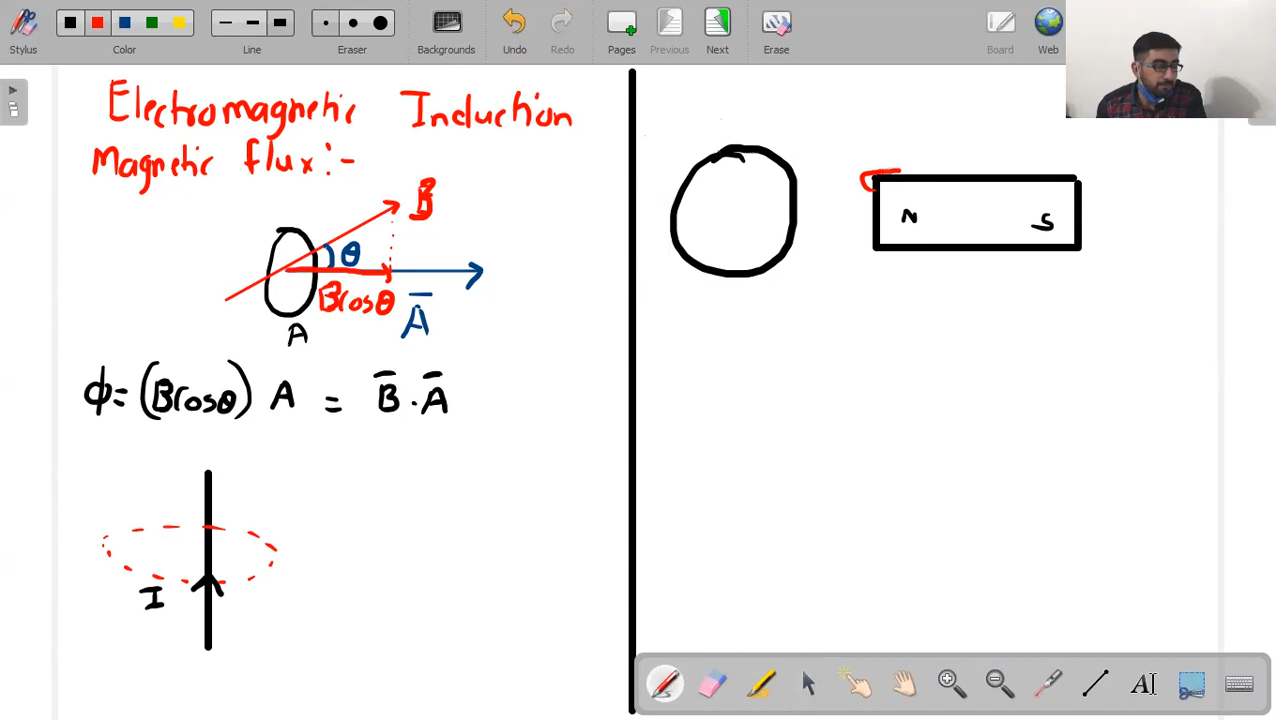 Stylus
Color
Line
Eraser
Backgrounds
Undo
Redo
Pages
Previous
Next
Erase
Board
Web
Electromagnetic Induction
Magnetic flux:-
B̄
θ
Bcosθ
Ā
A
ϕ= (Bcosθ) A = B̄ · Ā
I
N S
A